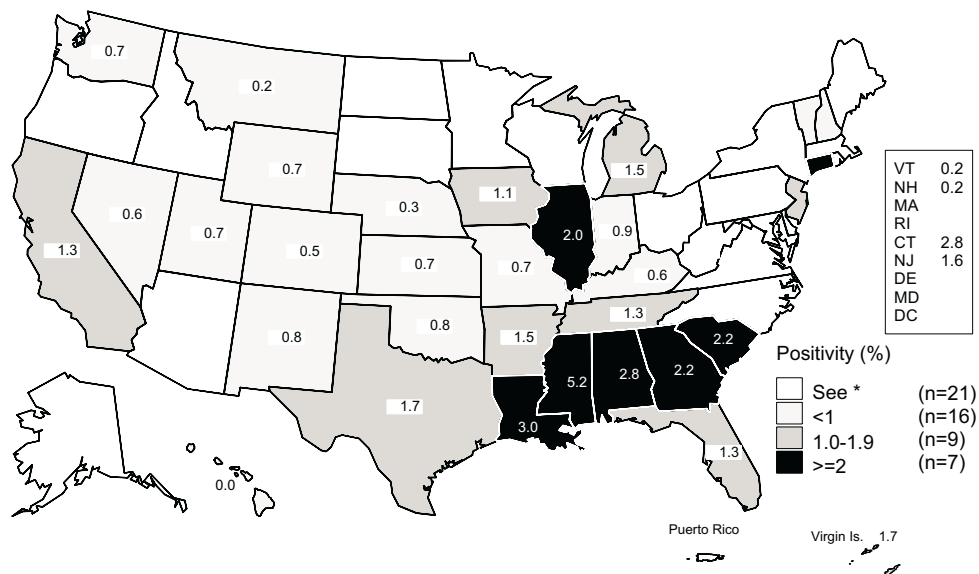 0.7
0.2
0.7
0.3
1.1
1.5
0.6
0.7
0.5
0.7
0.7
2.0
0.9
0.6
1.3
0.8
0.8
1.5
1.3
2.2
1.7
3.0
5.2
2.8
2.2
1.3
0.0
VT 0.2
NH 0.2
MA
RI
CT 2.8
NJ 1.6
DE
MD
DC
Positivity (%)
See * (n=21)
<1 (n=16)
1.0-1.9 (n=9)
>=2 (n=7)
Puerto Rico
Virgin Is. 1.7